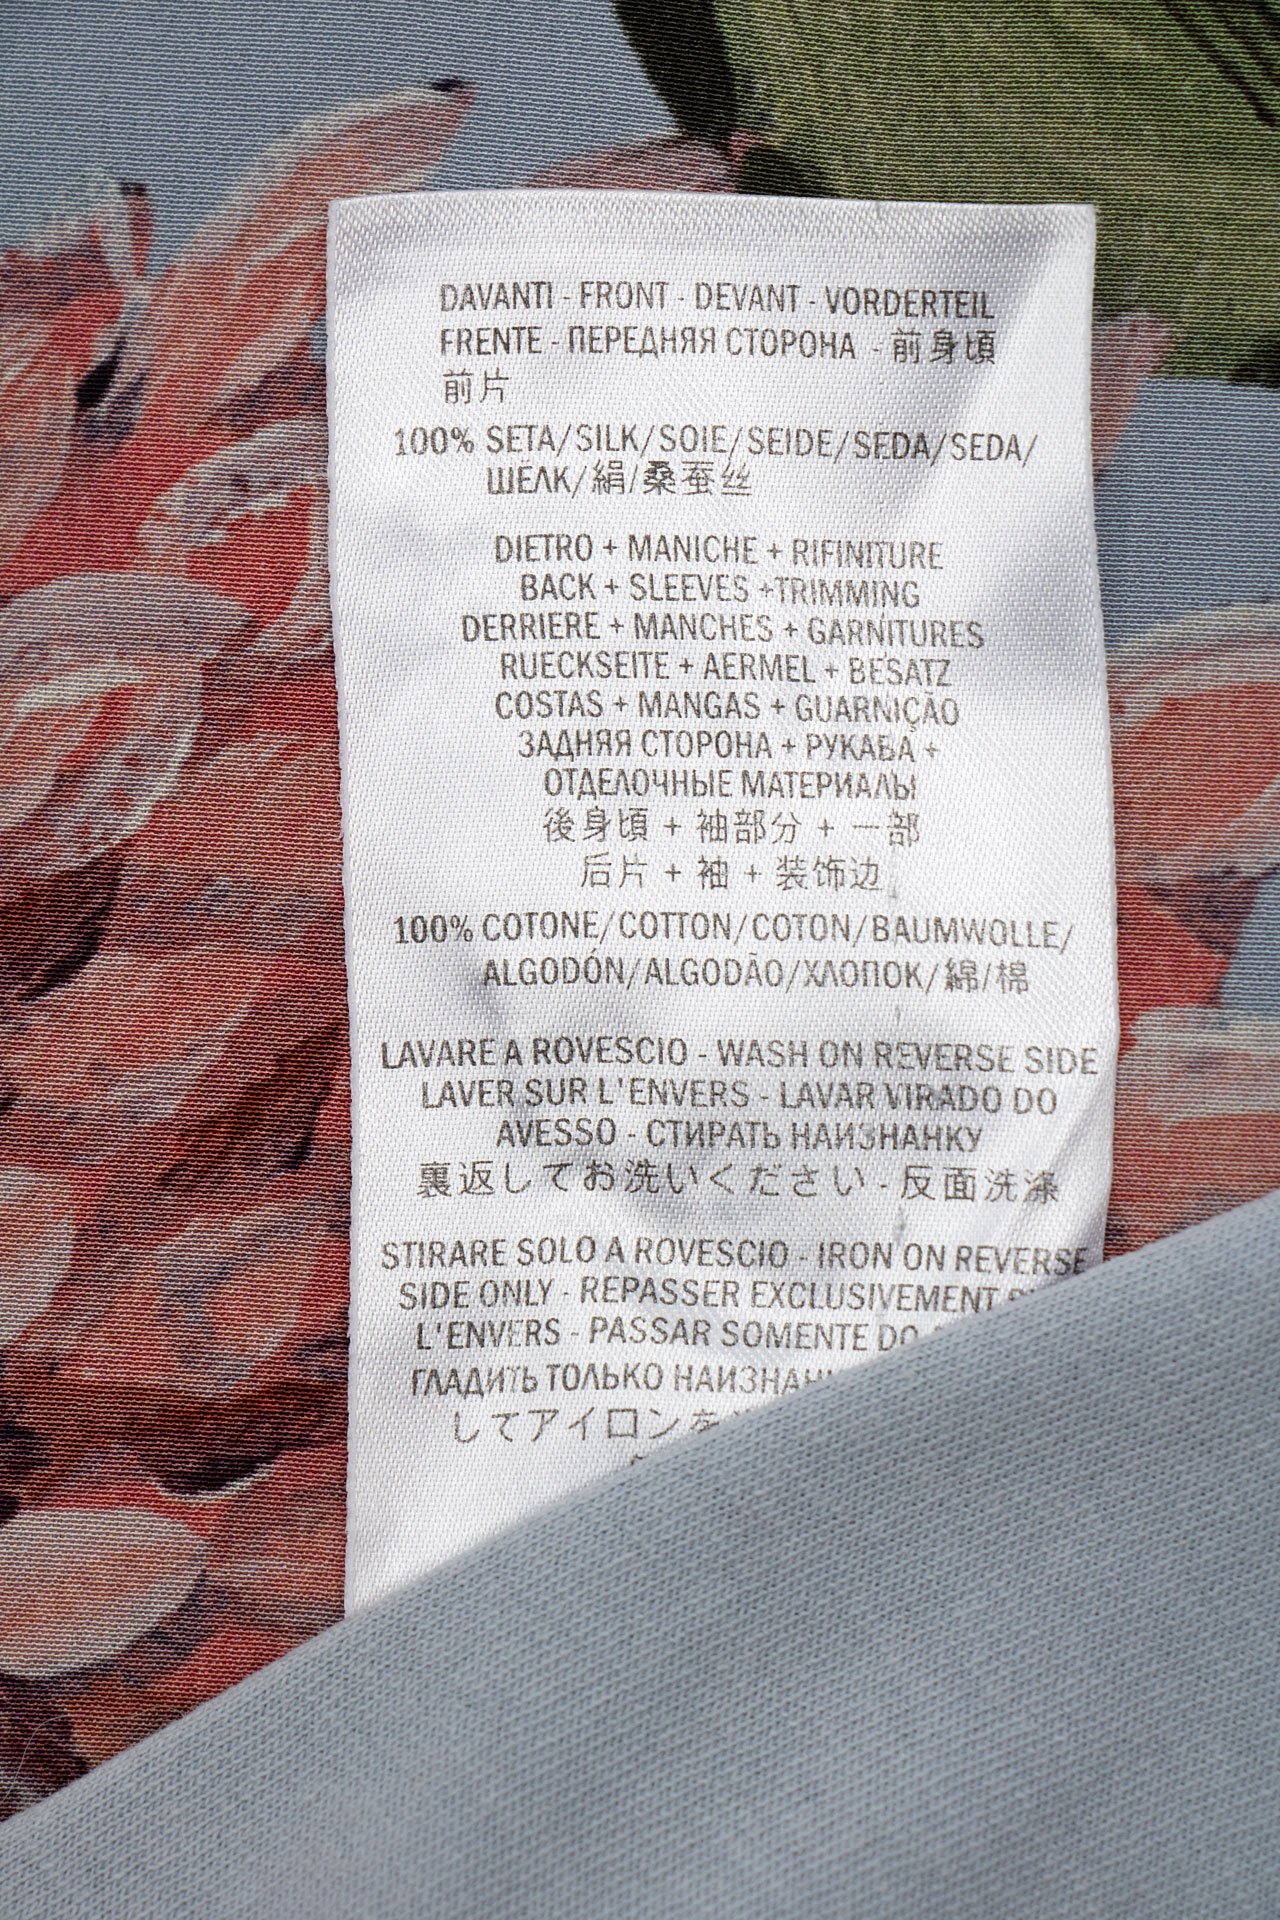 DAVANTI - FRONT - DEVANT - VORDERTEIL
FRENTE - ПЕРЕДНЯЯ СТОРОНА - 前身頃
前片
100% SETA/SILK/SOIE/SEIDE/SEDA/SEDA/
ШЕЛК/絹/桑蚕丝
DIETRO + MANICHE + RIFINITURE
BACK + SLEEVES +TRIMMING
DERRIERE + MANCHES + GARNITURES
RUECKSEITE + AERMEL + BESATZ
COSTAS + MANGAS + GUARNIÇÃO
ЗАДНЯЯ СТОРОНА + РУКАВА +
ОТДЕЛОЧНЫЕ МАТЕРИАЛЫ
後身頃 + 袖部分 + 一部
后片 + 袖 + 装饰边
100% COTONE/COTTON/COTON/BAUMWOLLE/
ALGODÓN/ALGODÃO/ХЛОПОК/綿/棉
LAVARE A ROVESCIO - WASH ON REVERSE SIDE
LAVER SUR L'ENVERS - LAVAR VIRADO DO
AVESSO - СТИРАТЬ НАИЗНАНКУ
裏返してお洗いください - 反面洗涤
STIRARE SOLO A ROVESCIO - IRON ON REVERSE
SIDE ONLY - REPASSER EXCLUSIVEMENT
L'ENVERS - PASSAR SOMENTE DO
ГЛАДИТЬ ТОЛЬКО
してアイロンを